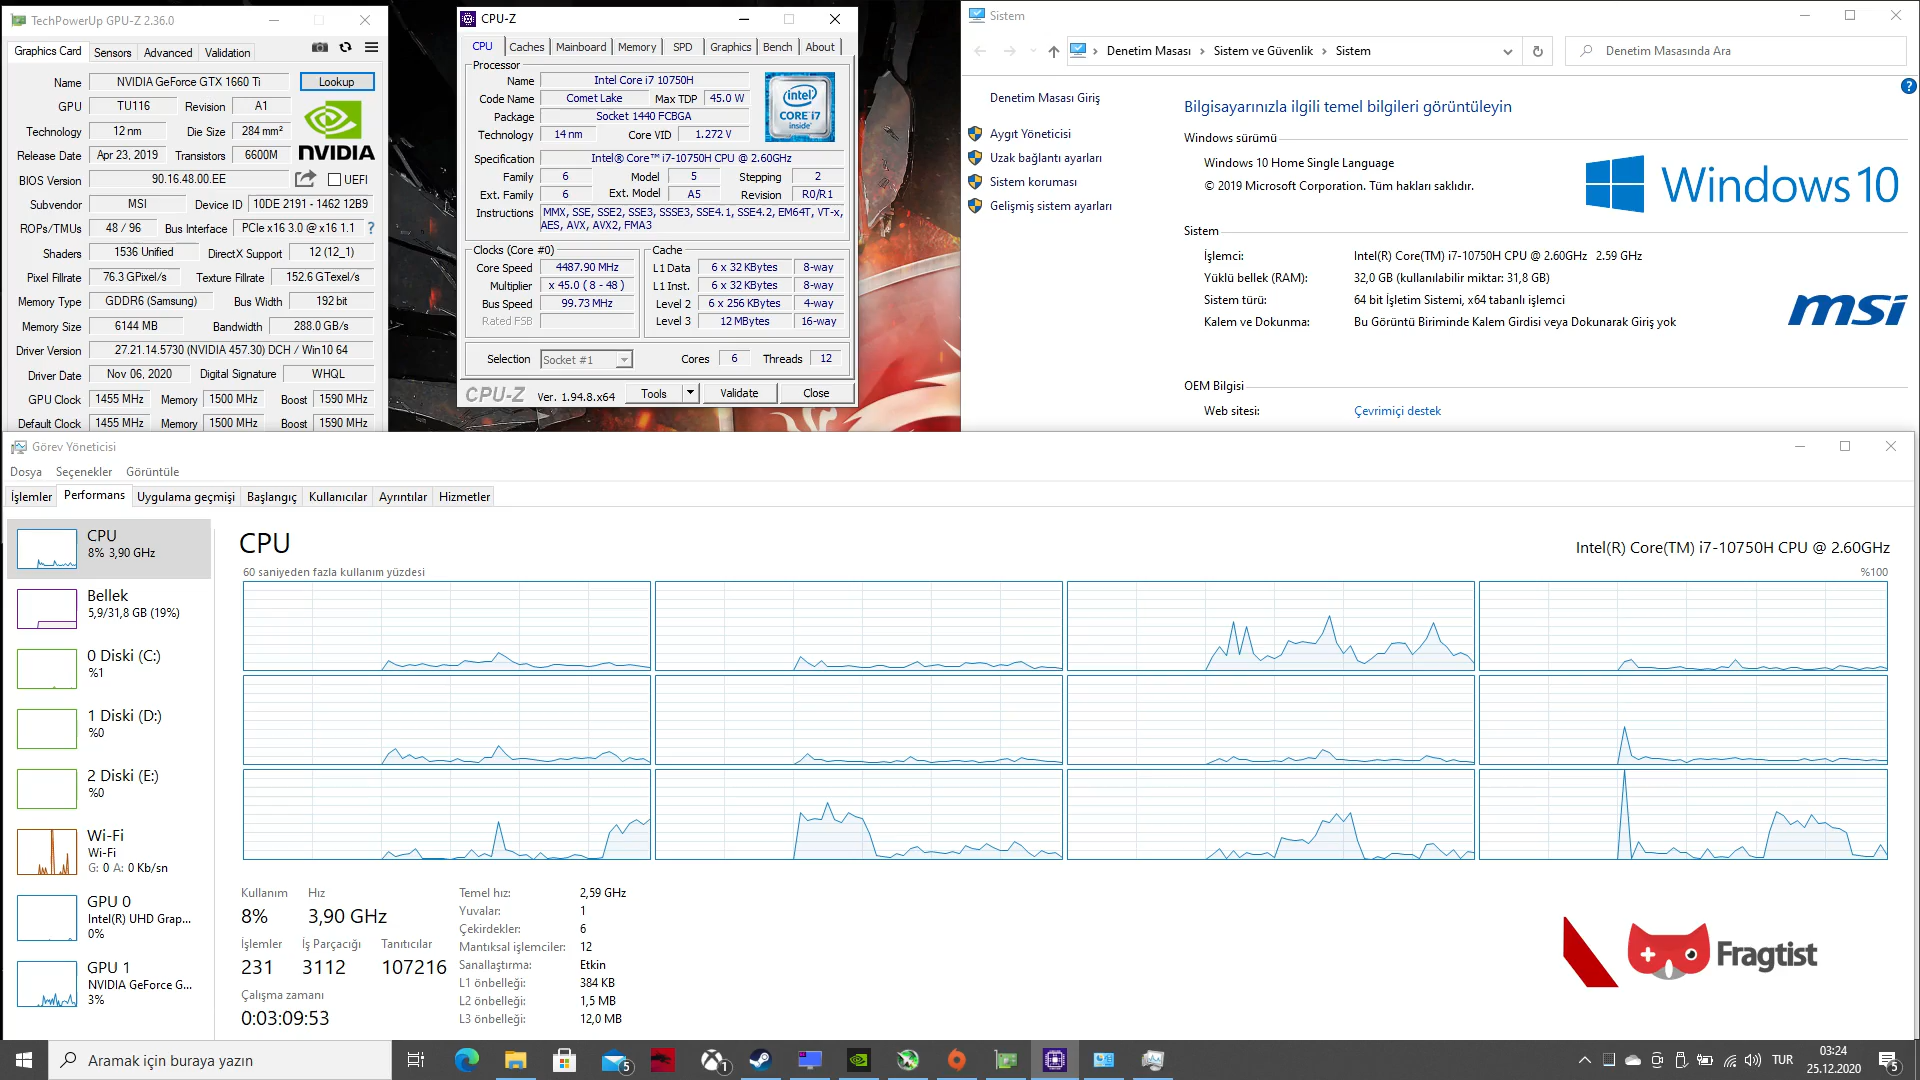 TechPowerUp GPU-Z 2.36.0
Graphics Card Sensors Advanced Validation
Name NVIDIA GeForce GTX 1660 Ti Lookup
GPU TU116 Revision A1
Technology 12 nm Die Size 284 mm²
Release Date Apr 23, 2019 Transistors 6600M
NVIDIA
BIOS Version 90.16.48.00.EE UEFI
Subvendor MSI Device ID 10DE 2191 - 1462 12B9
ROPs/TMUs 48 / 96 Bus Interface PCIe x16 3.0 @ x16 1.1 ?
Shaders 1536 Unified DirectX Support 12 (12_1)
Pixel Fillrate 76.3 GPixel/s Texture Fillrate 152.6 GTexel/s
Memory Type GDDR6 (Samsung) Bus Width 192 bit
Memory Size 6144 MB Bandwidth 288.0 GB/s
Driver Version 27.21.14.5730 (NVIDIA 457.30) DCH / Win10 64
Driver Date Nov 06, 2020 Digital Signature WHQL
GPU Clock 1455 MHz Memory 1500 MHz Boost 1590 MHz
Default Clock 1455 MHz Memory 1500 MHz Boost 1590 MHz
CPU-Z
CPU Caches Mainboard Memory SPD Graphics Bench About
Processor
Name Intel Core i7 10750H
Code Name Comet Lake Max TDP 45.0 W
Package Socket 1440 FCBGA
Technology 14 nm Core VID 1.272 V
intel CORE i7 inside
Specification Intel® Core™ i7-10750H CPU @ 2.60GHz
Family 6 Model 5 Stepping 2
Ext. Family 6 Ext. Model A5 Revision R0/R1
Instructions MMX, SSE, SSE2, SSE3, SSSE3, SSE4.1, SSE4.2, EM64T, VT-x,
AES, AVX, AVX2, FMA3
Clocks (Core #0)
Core Speed 4487.90 MHz
Multiplier x 45.0 ( 8 - 48 )
Bus Speed 99.73 MHz
Rated FSB
Cache
L1 Data 6 x 32 KBytes 8-way
L1 Inst. 6 x 32 KBytes 8-way
Level 2 6 x 256 KBytes 4-way
Level 3 12 MBytes 16-way
Selection Socket #1 Cores 6 Threads 12
CPU-Z Ver. 1.94.8.x64 Tools Validate Close
Sistem
Denetim Masası Sistem ve Güvenlik Sistem
Denetim Masasında Ara
?
Denetim Masası Giriş
Aygıt Yöneticisi
Uzak bağlantı ayarları
Sistem koruması
Gelişmiş sistem ayarları
Bilgisayarınızla ilgili temel bilgileri görüntüleyin
Windows sürümü
Windows 10 Home Single Language
© 2019 Microsoft Corporation. Tüm hakları saklıdır.
Windows 10
Sistem
İşlemci: Intel(R) Core(TM) i7-10750H CPU @ 2.60GHz 2.59 GHz
Yüklü bellek (RAM): 32,0 GB (kullanılabilir miktar: 31,8 GB)
Sistem türü: 64 bit İşletim Sistemi, x64 tabanlı işlemci
Kalem ve Dokunma: Bu Görüntü Biriminde Kalem Girdisi veya Dokunarak Giriş yok
msi
OEM Bilgisi
Web sitesi: Çevrimiçi destek
Görev Yöneticisi
Dosya Seçenekler Görüntüle
İşlemler Performans Uygulama geçmişi Başlangıç Kullanıcılar Ayrıntılar Hizmetler
CPU
8% 3,90 GHz
Bellek
5,9/31,8 GB (19%)
0 Diski (C:)
%1
1 Diski (D:)
%0
2 Diski (E:)
%0
Wi-Fi
Wi-Fi
G: 0 A: 0 Kb/sn
GPU 0
Intel(R) UHD Grap...
0%
GPU 1
NVIDIA GeForce G...
3%
CPU
Intel(R) Core(TM) i7-10750H CPU @ 2.60GHz
60 saniyeden fazla kullanım yüzdesi
%100
Kullanım Hız
8% 3,90 GHz
İşlemler İş Parçacığı Tanıtıcılar
231 3112 107216
Çalışma zamanı
0:03:09:53
Temel hız: 2,59 GHz
Yuvalar: 1
Çekirdekler: 6
Mantıksal işlemciler: 12
Sanallaştırma: Etkin
L1 önbelleği: 384 KB
L2 önbelleği: 1,5 MB
L3 önbelleği: 12,0 MB
Fragtist
Aramak için buraya yazın
5
1
TUR
03:24
25.12.2020
5